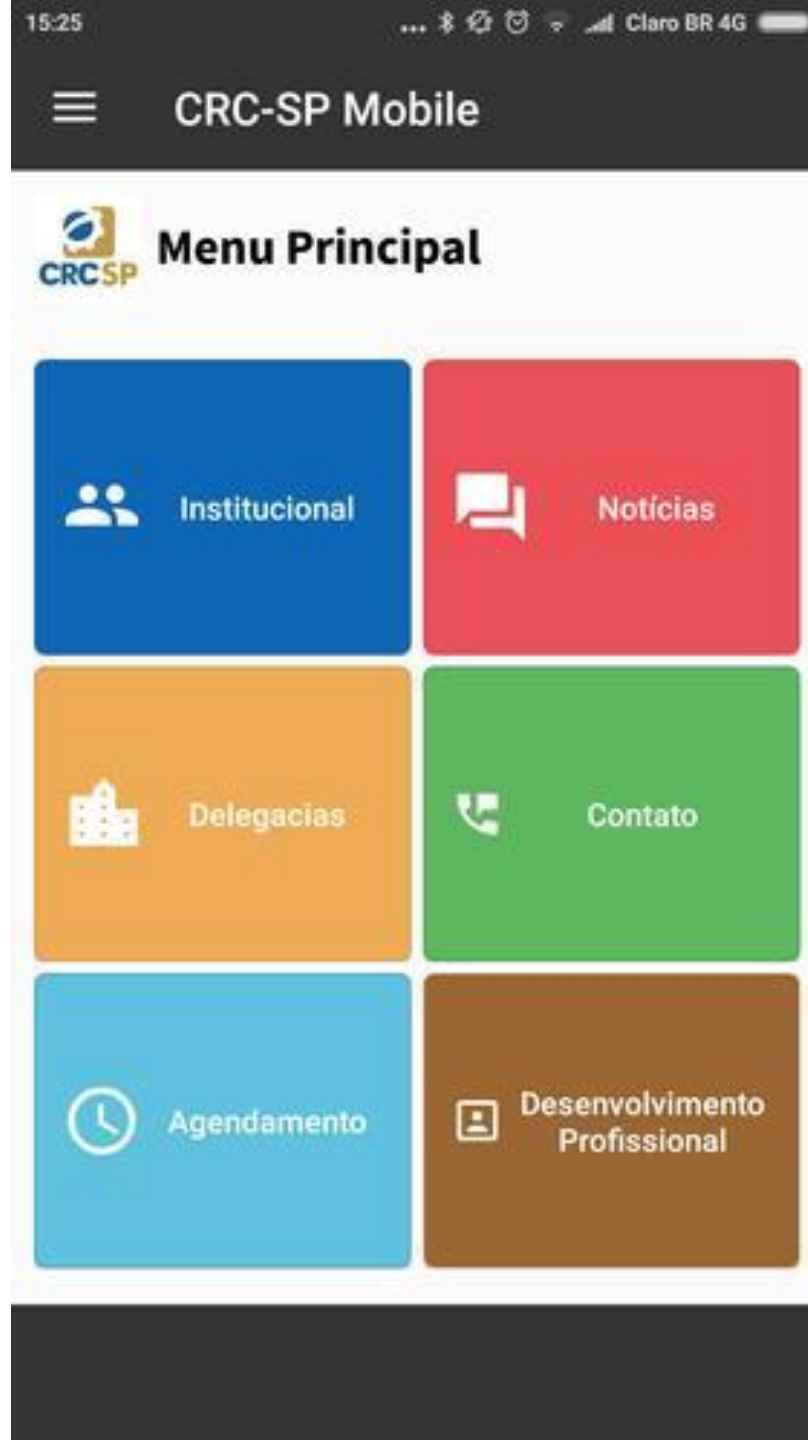 15:25 ... Claro BR 4G
CRC-SP Mobile
CRCSP
Menu Principal
Institucional
Notícias
Delegacias
Contato
Agendamento
Desenvolvimento
Profissional